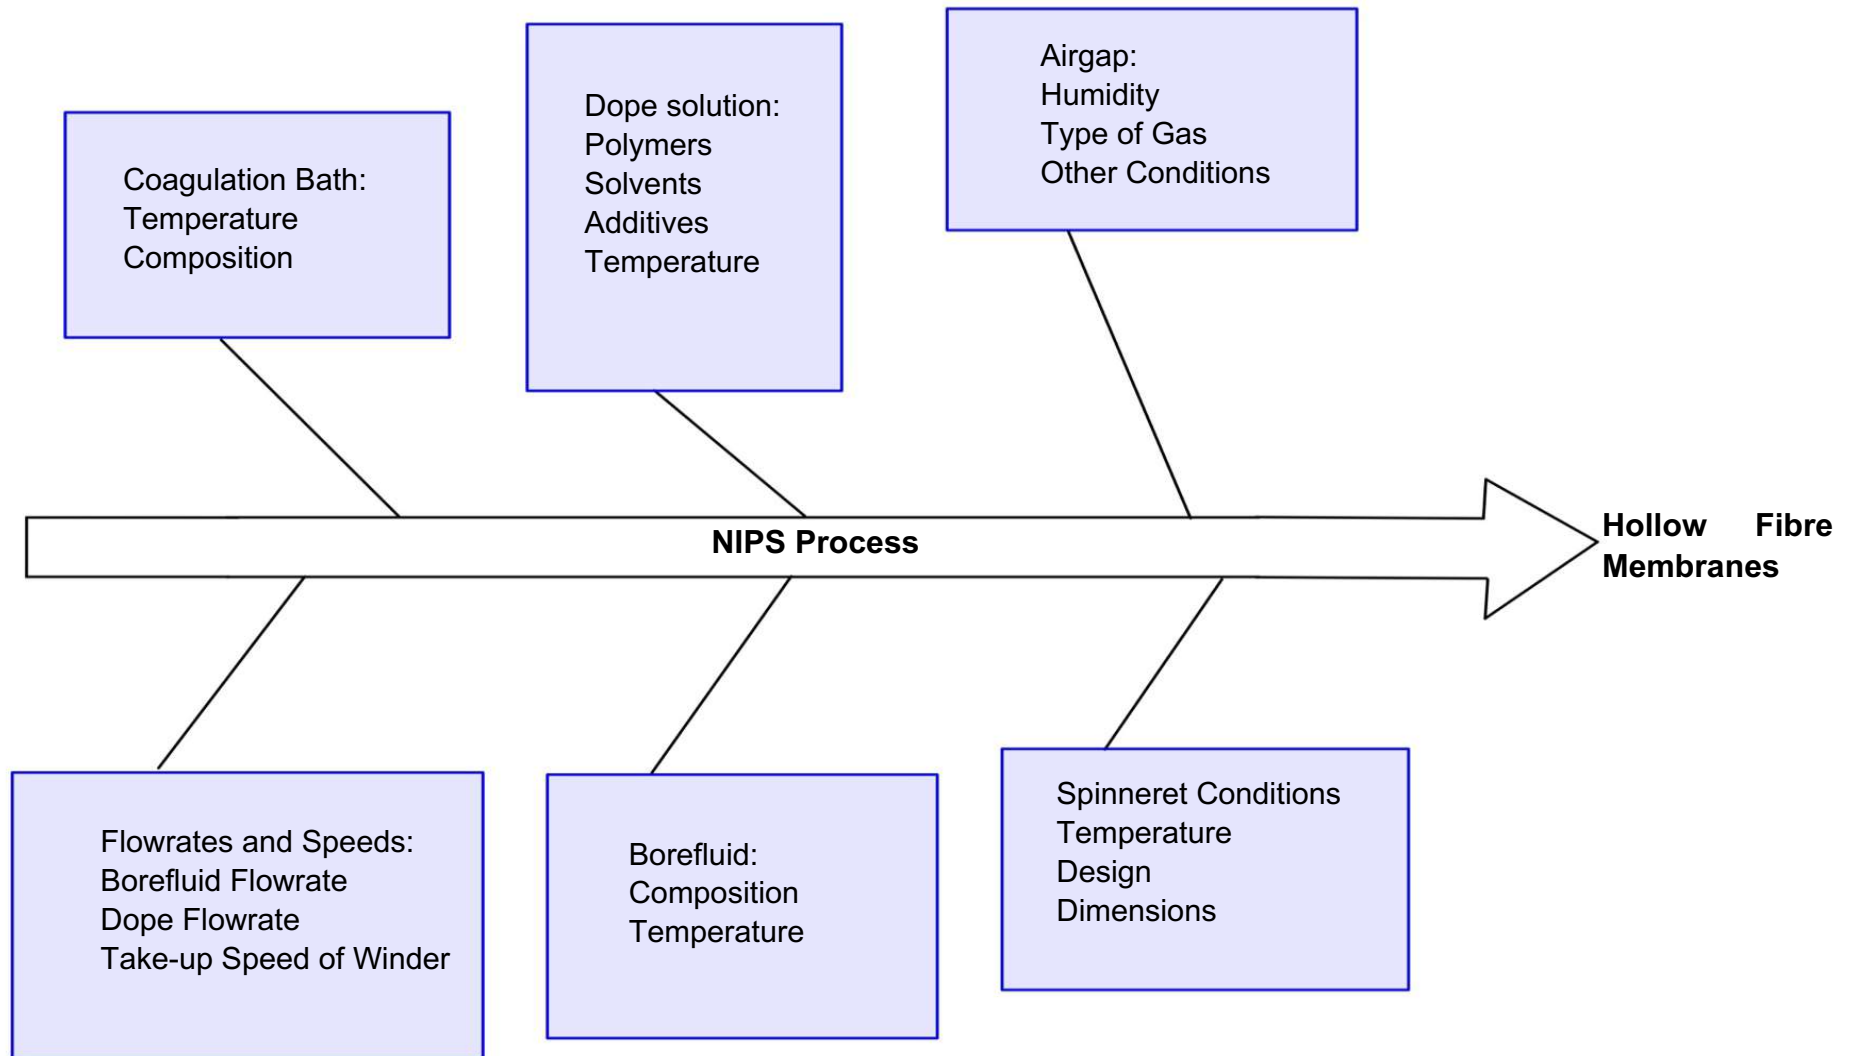 Coagulation Bath:
Temperature
Composition
Dope solution:
Polymers
Solvents
Additives
Temperature
Airgap:
Humidity
Type of Gas
Other Conditions
NIPS Process
Hollow Fibre
Membranes
Flowrates and Speeds:
Borefluid Flowrate
Dope Flowrate
Take-up Speed of Winder
Borefluid:
Composition
Temperature
Spinneret Conditions
Temperature
Design
Dimensions